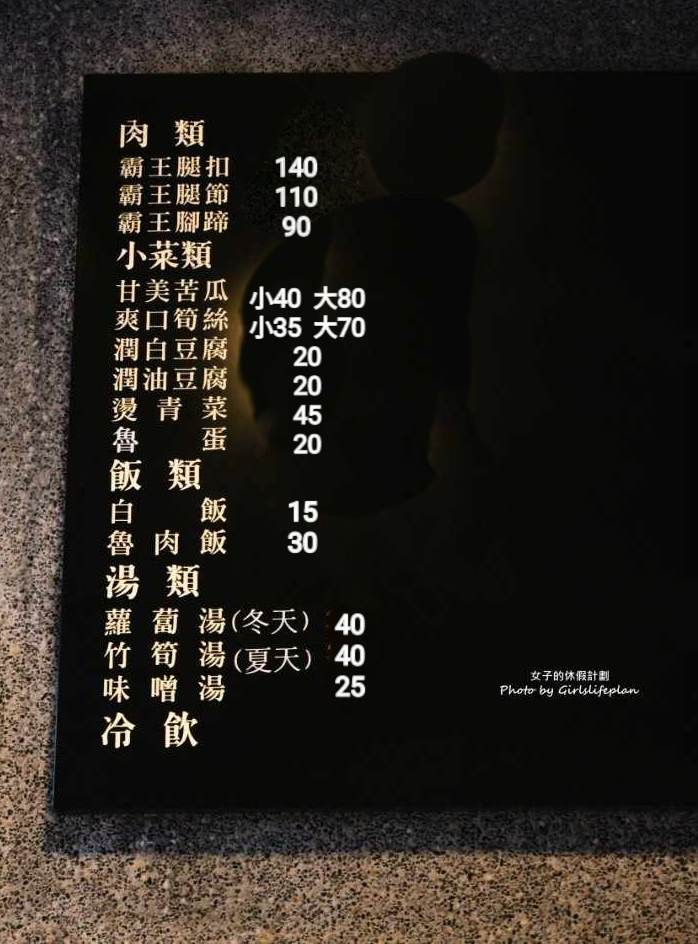 肉類
霸王腿扣 140
霸王腿節 110
霸王腳蹄 90
小菜類
甘美苦瓜 小40 大80
爽口筍絲 小35 大70
潤白豆腐 20
潤油豆腐 20
燙青菜 45
魯蛋 20
飯類
白飯 15
魯肉飯 30
湯類
蘿蔔湯(冬天) 40
竹筍湯(夏天) 40
味噌湯 25
冷飲
女子的休假計劃
Photo by Girlslifeplan